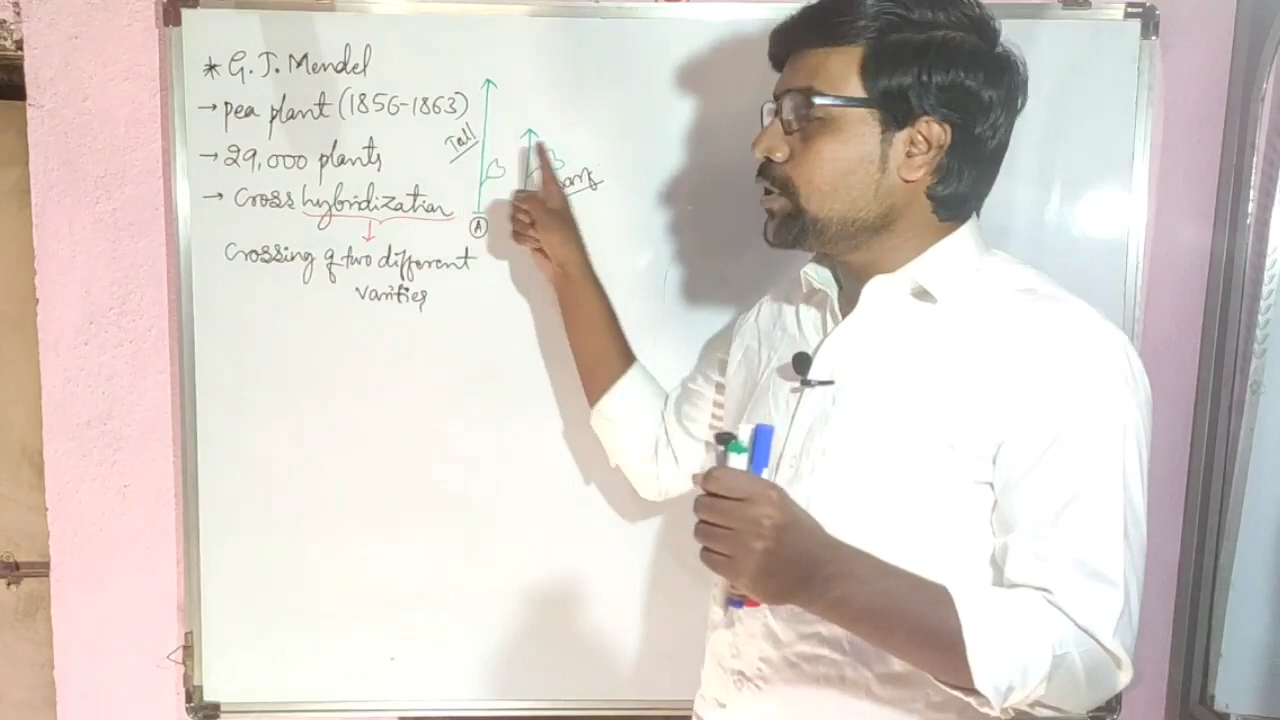 * G. J. Mendel
→ pea plant (1856-1863)
→ 29,000 plants
→ Cross hybridization
Crossing of two different
varities
Tall
A